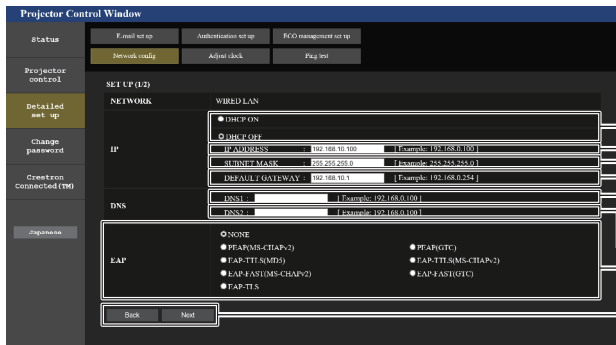 Projector Control Window
Status
Projector control
Detailed set up
Change password
Crestron Connected(TM)
Japanese
E-mail set up
Authentication set up
ECO management set up
Network config
Adjust clock
Ping test
SET UP (1/2)
NETWORK WIRED LAN
IP
DHCP ON
DHCP OFF
IP ADDRESS : 192.168.10.100 [ Example: 192.168.0.100 ]
SUBNET MASK : 255.255.255.0 [ Example: 255.255.255.0 ]
DEFAULT GATEWAY : 192.168.10.1 [ Example: 192.168.0.254 ]
DNS
DNS1 : [ Example: 192.168.0.100 ]
DNS2 : [ Example: 192.168.0.100 ]
EAP
NONE
PEAP(MS-CHAPv2) PEAP(GTC)
EAP-TTLS(MD5) EAP-TTLS(MS-CHAPv2)
EAP-FAST(MS-CHAPv2) EAP-FAST(GTC)
EAP-TLS
Back Next